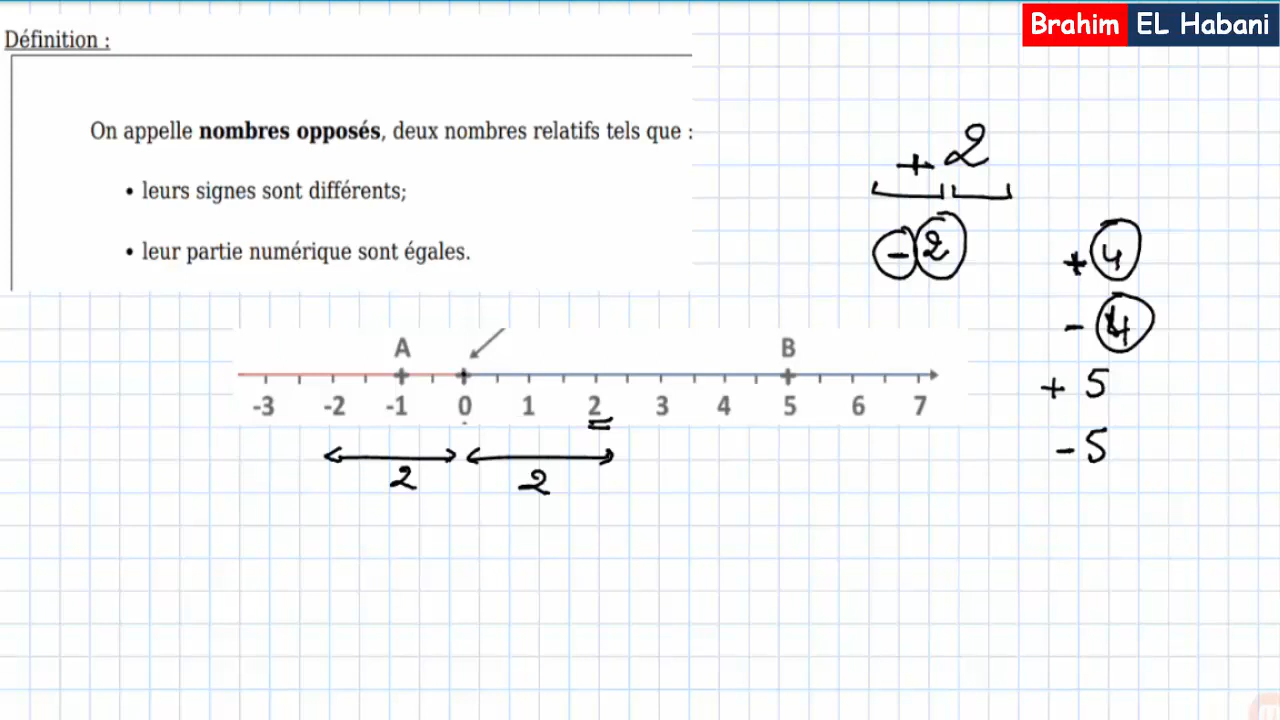 Brahim EL Habani
Définition :
On appelle nombres opposés, deux nombres relatifs tels que :
• leurs signes sont différents;
• leur partie numérique sont égales.
+ 2
- 2
+ 4
- 4
+ 5
- 5
A B
-3 -2 -1 0 1 2 3 4 5 6 7
2 2